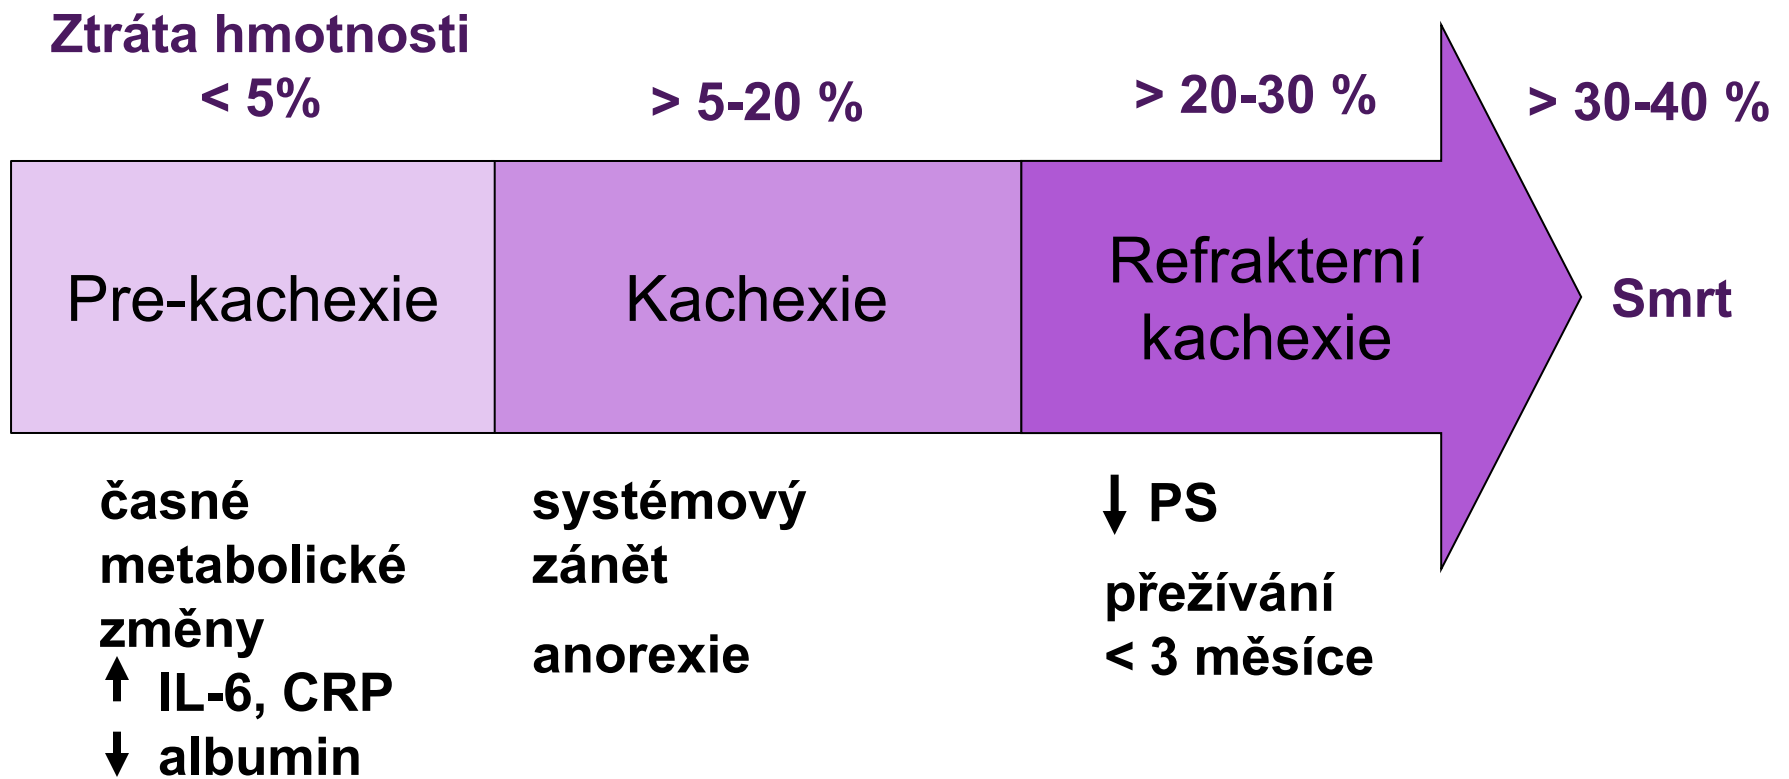 Ztráta hmotnosti
< 5%
> 5-20 %
> 20-30 %
> 30-40 %
Pre-kachexie
Kachexie
Refrakterní
kachexie
Smrt
časné
metabolické
změny
↑ IL-6, CRP
↓ albumin
systémový
zánět
anorexie
↓ PS
přežívání
< 3 měsíce